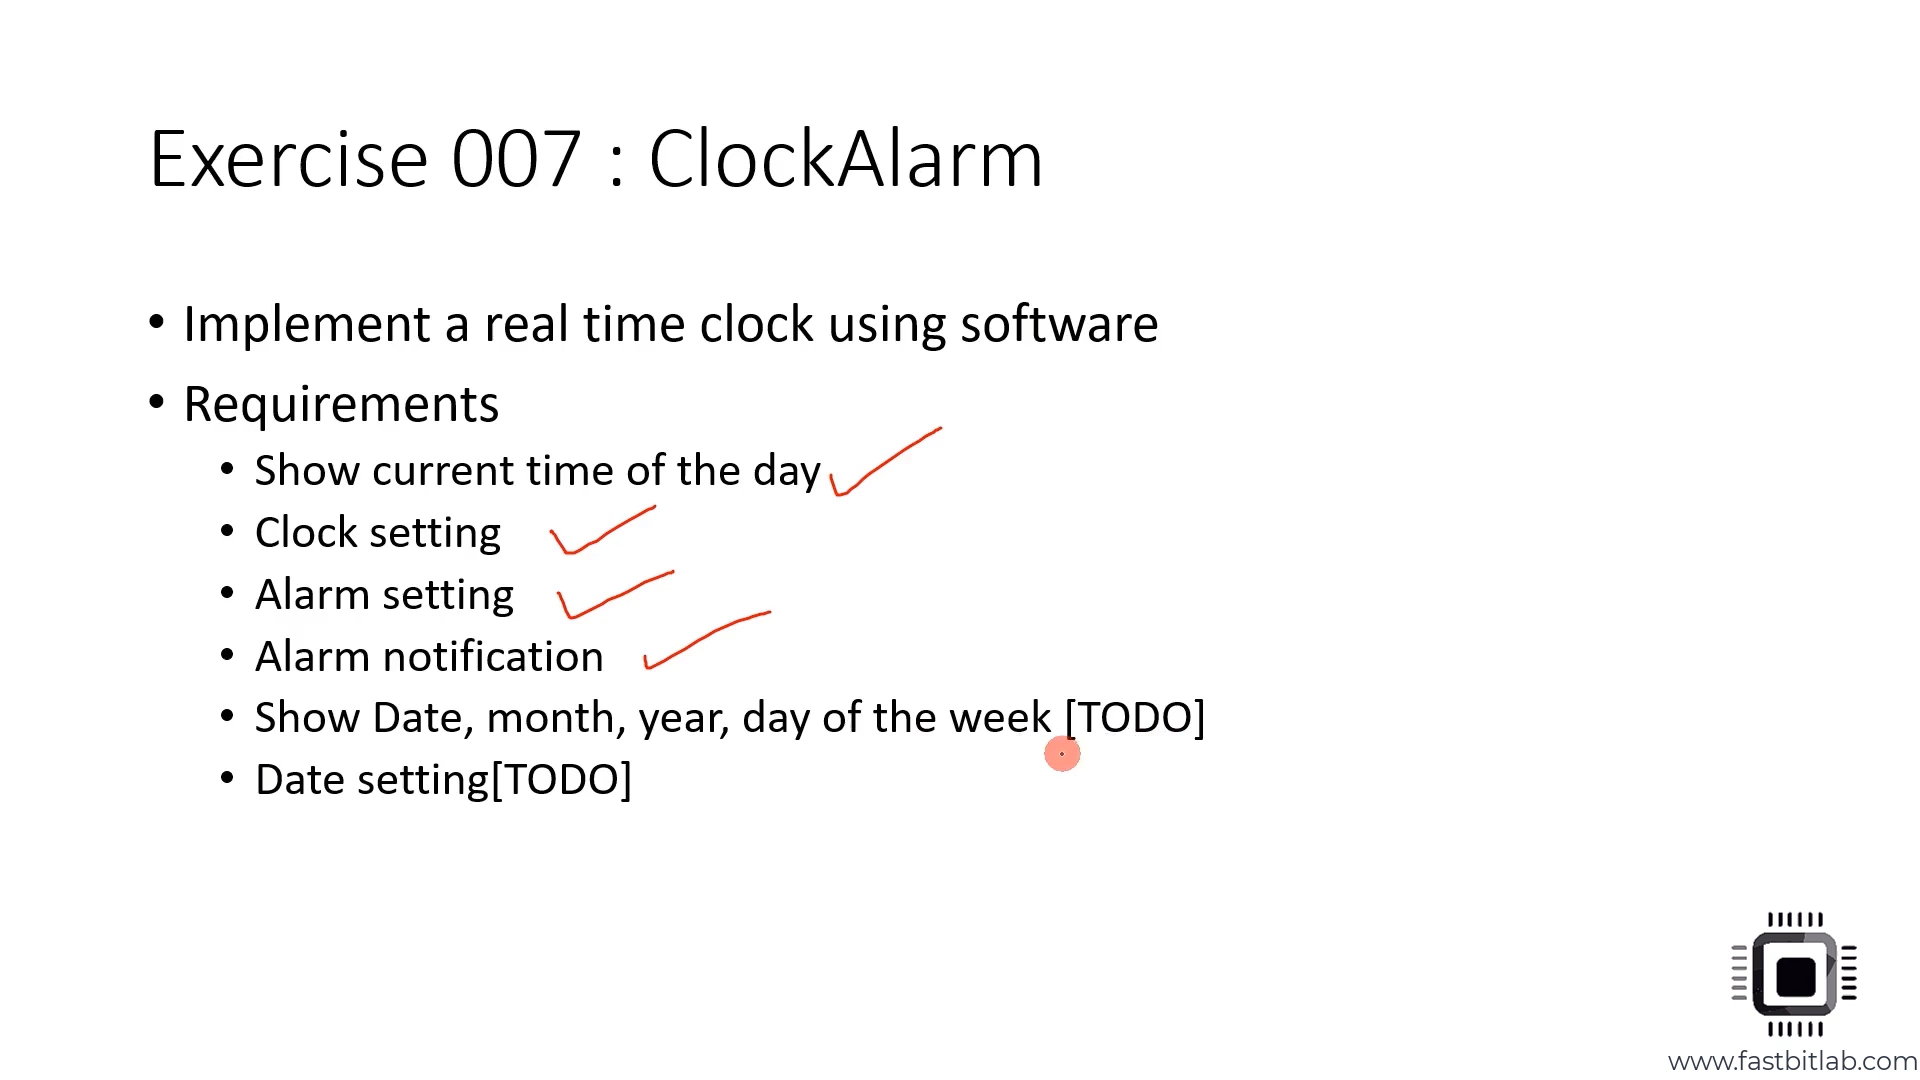 Exercise 007 : ClockAlarm
• Implement a real time clock using software
• Requirements
• Show current time of the day
• Clock setting
• Alarm setting
• Alarm notification
• Show Date, month, year, day of the week [TODO]
• Date setting[TODO]
www.fastbitlab.com